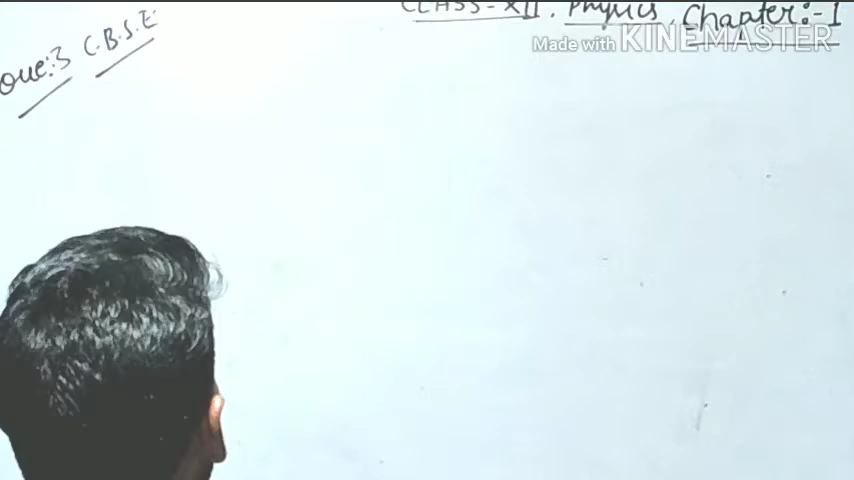 CLASS-XII. Physics, Chapter:-1
Made with KINEMASTER
Que:3 C.B.S.E